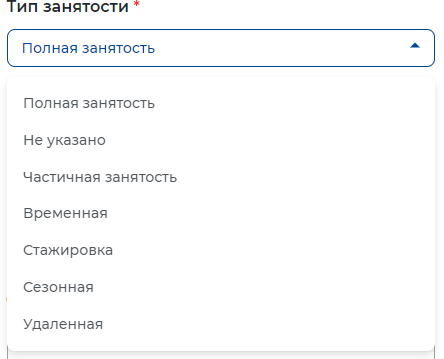 Тип занятости *
Полная занятость
Полная занятость
Не указано
Частичная занятость
Временная
Стажировка
Сезонная
Удаленная